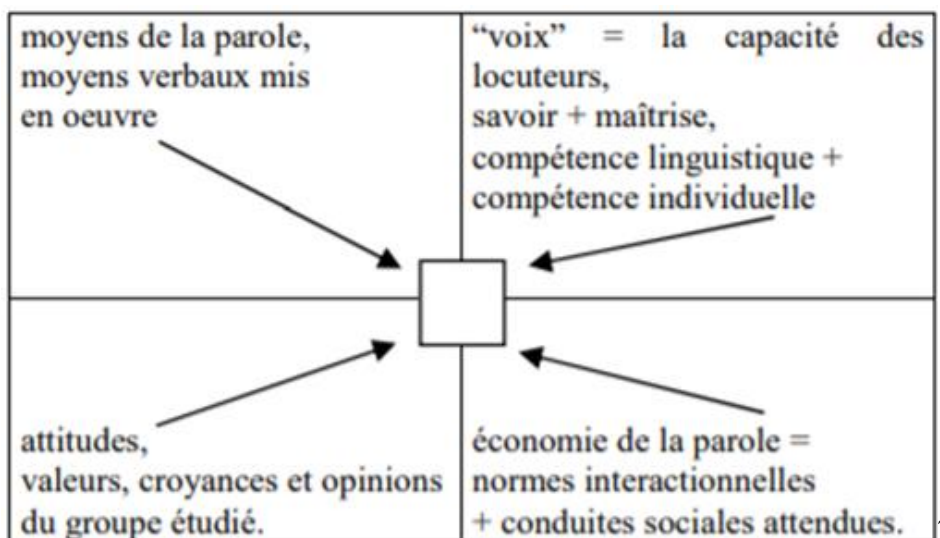 moyens de la parole,
moyens verbaux mis
en oeuvre
“voix” = la capacité des
locuteurs,
savoir + maîtrise,
compétence linguistique +
compétence individuelle
attitudes,
valeurs, croyances et opinions
du groupe étudié.
économie de la parole =
normes interactionnelles
+ conduites sociales attendues.